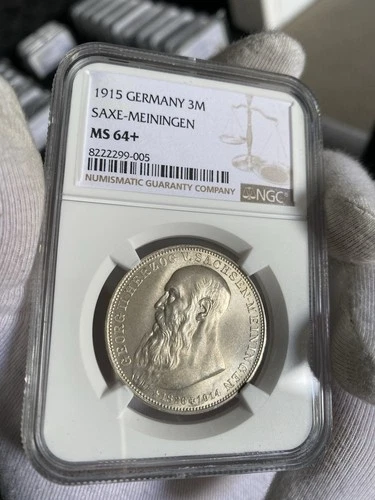 1915 GERMANY 3M
SAXE-MEININGEN
MS 64+
8222299-005
NUMISMATIC GUARANTY COMPANY
NGC
GEORG II HERZOG V. SACHSEN-MEININGEN
1826 1914